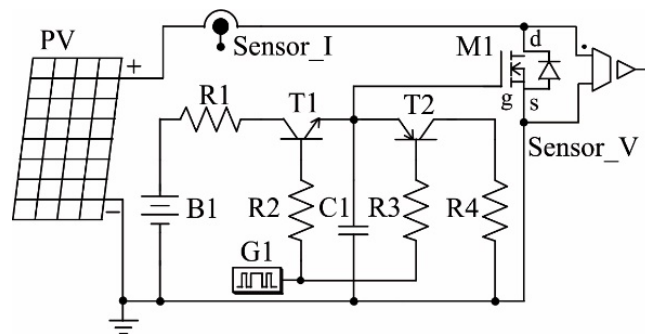 PV
+
Sensor_I
M1
d
g
s
R1
T1
T2
Sensor_V
−
B1
R2
C1
R3
R4
G1